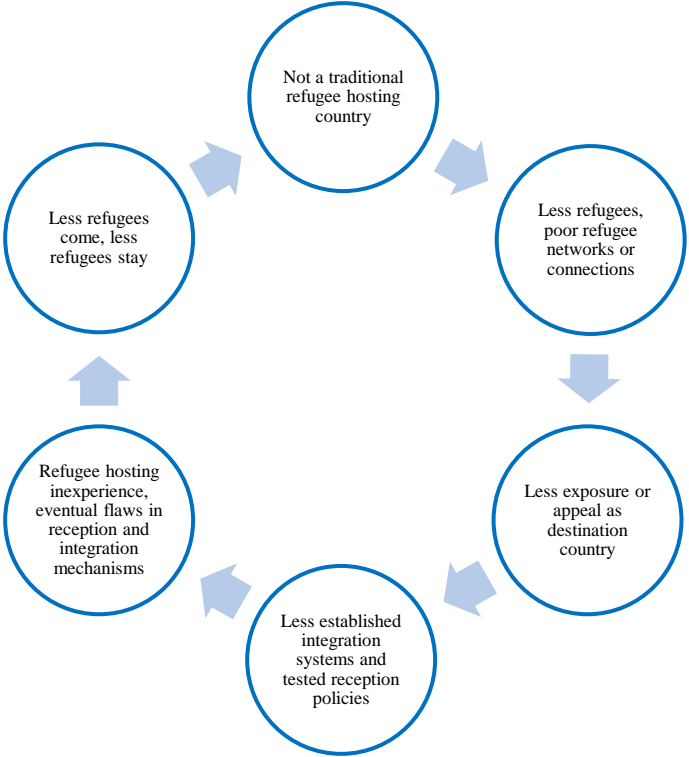 Not a traditional
refugee hosting
country
Less refugees,
poor refugee
networks or
connections
Less exposure or
appeal as
destination
country
Less established
integration
systems and
tested reception
policies
Refugee hosting
inexperience,
eventual flaws in
reception and
integration
mechanisms
Less refugees
come, less
refugees stay